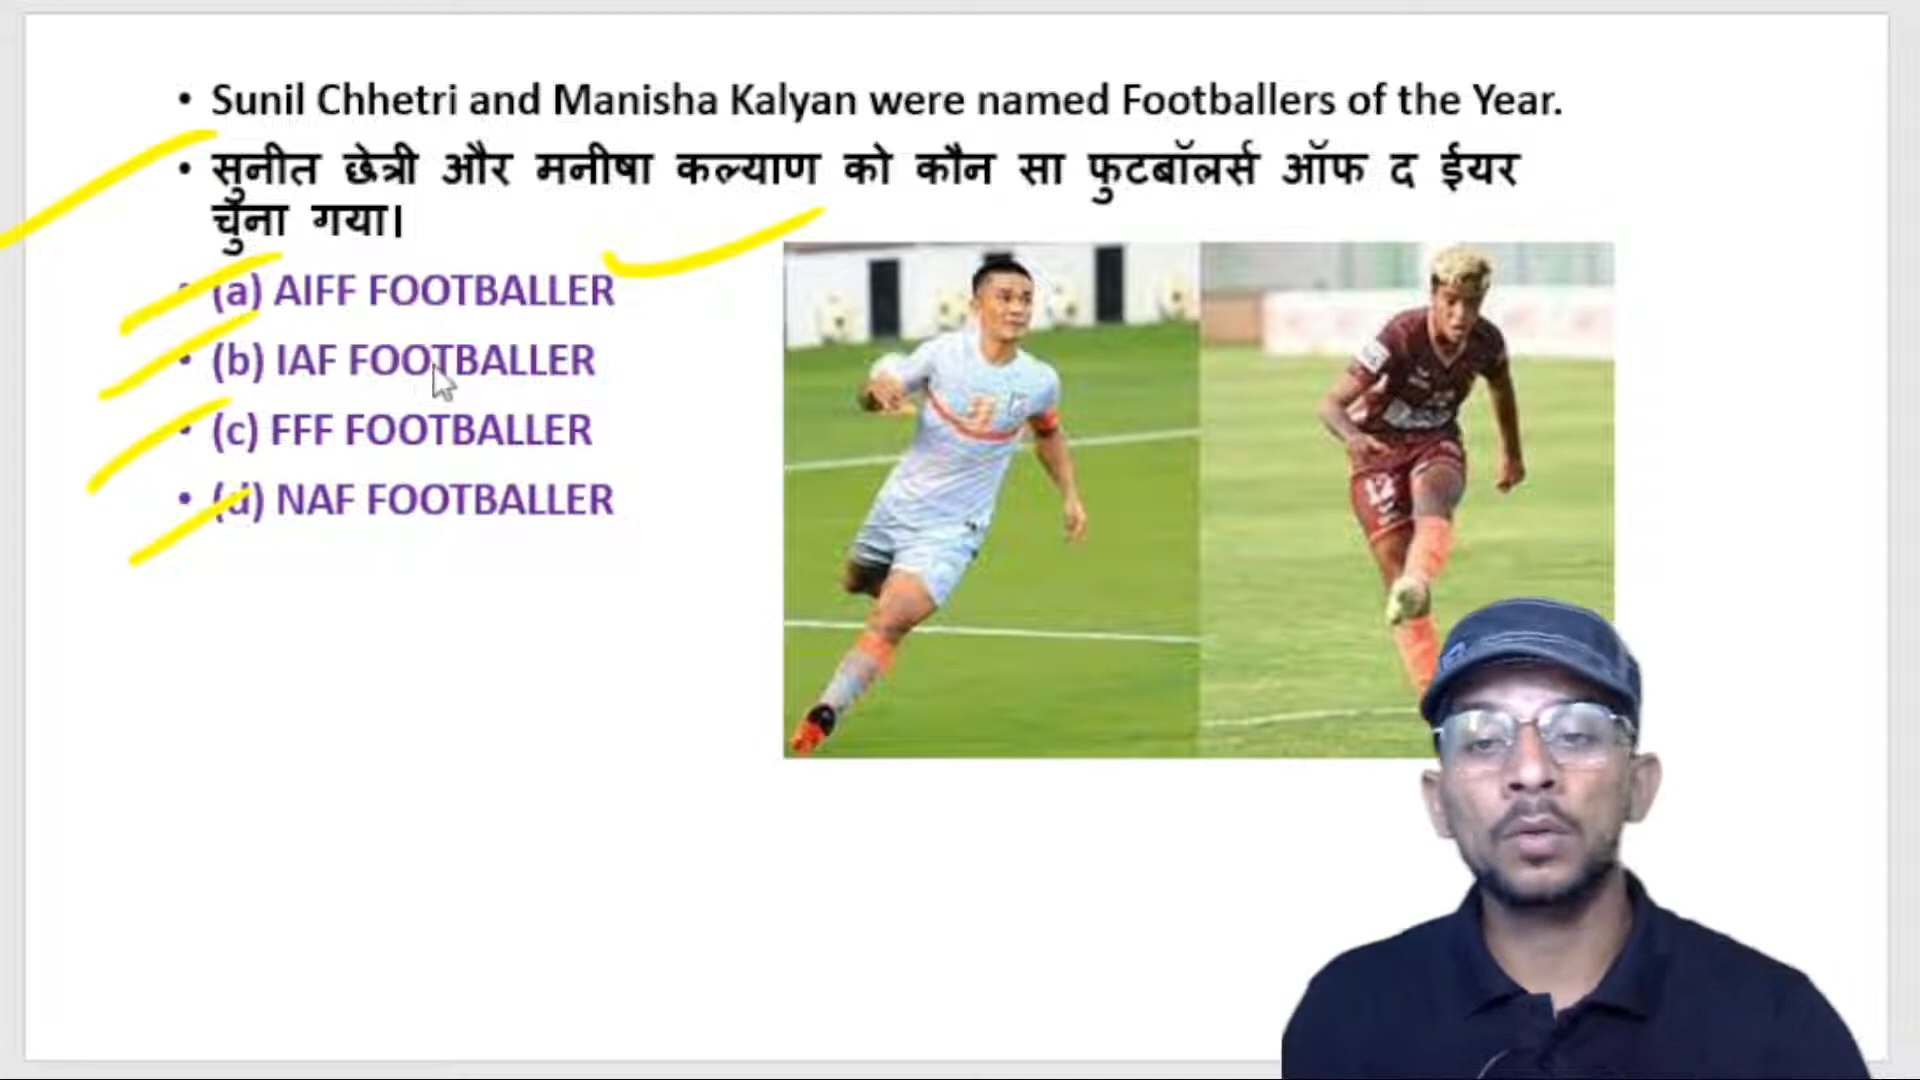 • Sunil Chhetri and Manisha Kalyan were named Footballers of the Year.
• सुनीत छेत्री और मनीषा कल्याण को कौन सा फुटबॉलर्स ऑफ द ईयर
चुना गया।
• (a) AIFF FOOTBALLER
• (b) IAF FOOTBALLER
• (c) FFF FOOTBALLER
• (d) NAF FOOTBALLER
12